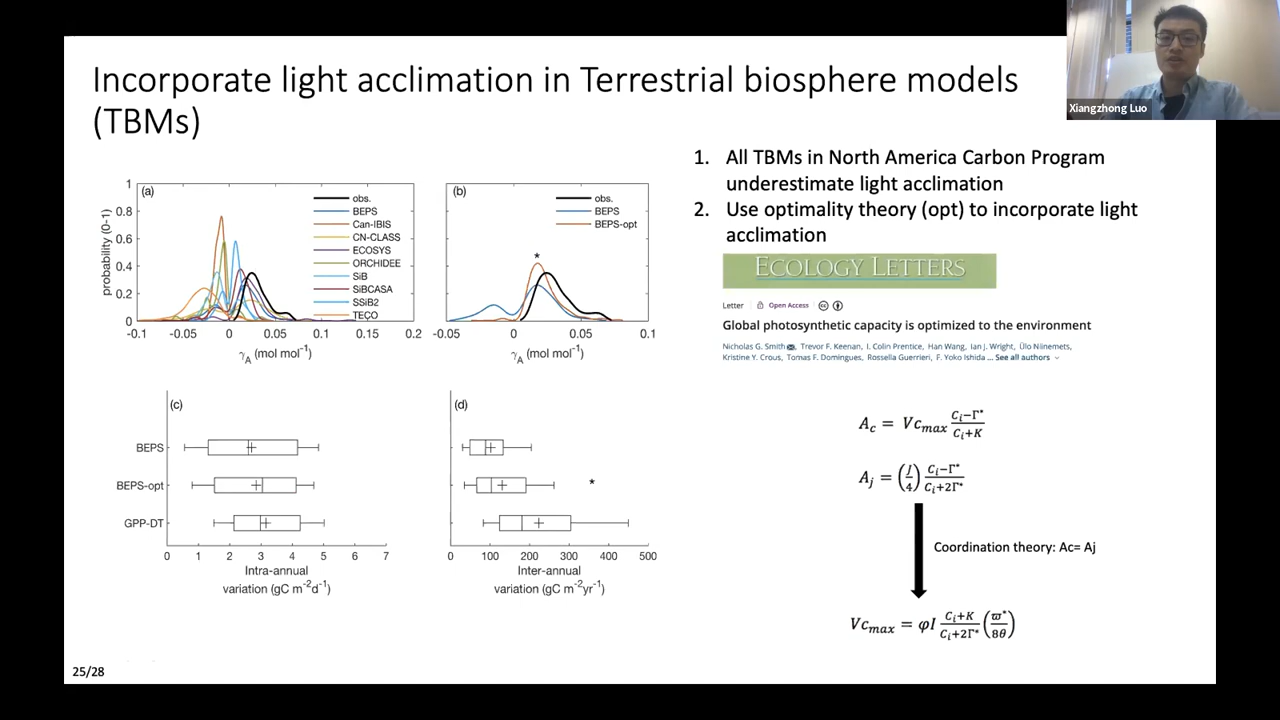 Incorporate light acclimation in Terrestrial biosphere models
(TBMs)
Xiangzhong Luo
1. All TBMs in North America Carbon Program
underestimate light acclimation
2. Use optimality theory (opt) to incorporate light
acclimation
ECOLOGY LETTERS
Letter Open Access
Global photosynthetic capacity is optimized to the environment
Nicholas G. Smith, Trevor F. Keenan, I. Colin Prentice, Han Wang, Ian J. Wright, Ülo Niinemets,
Kristine Y. Crous, Tomas F. Domingues, Rossella Guerrieri, F. Yoko Ishida ... See all authors
(a)
probability (0-1)
1
0.8
0.6
0.4
0.2
0
-0.1 -0.05 0 0.05 0.1 0.15 0.2
γA (mol mol⁻¹)
obs.
BEPS
Can-IBIS
CN-CLASS
ECOSYS
ORCHIDEE
SiB
SiBCASA
SSiB2
TECO
(b)
*
obs.
BEPS
BEPS-opt
-0.05 0 0.05 0.1
γA (mol mol⁻¹)
(c)
BEPS
BEPS-opt
GPP-DT
0 1 2 3 4 5 6 7
Intra-annual
variation (gC m⁻²d⁻¹)
(d)
*
0 100 200 300 400 500
Inter-annual
variation (gC m⁻²yr⁻¹)
Ac = Vcmax (Ci−Γ*)/(Ci+K)
Aj = (J/4) (Ci−Γ*)/(Ci+2Γ*)
Coordination theory: Ac= Aj
Vcmax = φI (Ci+K)/(Ci+2Γ*) (ϖ*/8θ)
25/28